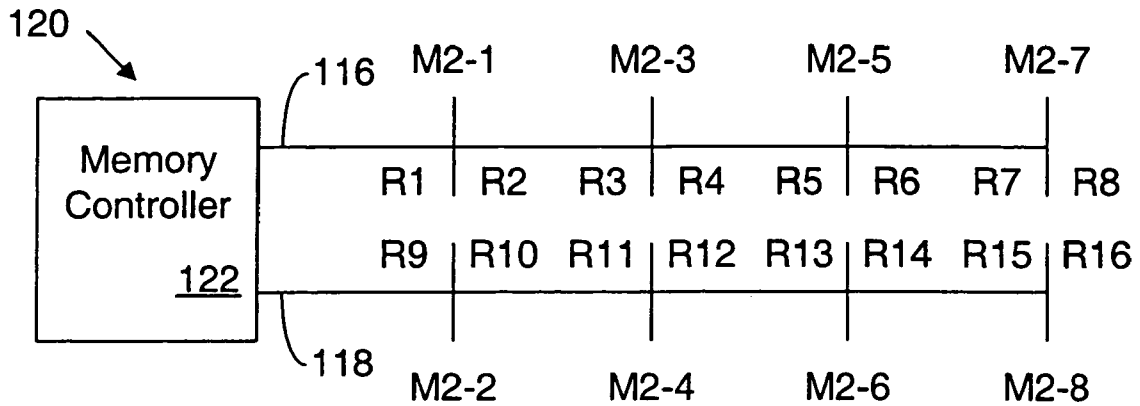 120
116
M2-1 M2-3 M2-5 M2-7
Memory
Controller
122
R1 R2 R3 R4 R5 R6 R7 R8
R9 R10 R11 R12 R13 R14 R15 R16
118
M2-2 M2-4 M2-6 M2-8